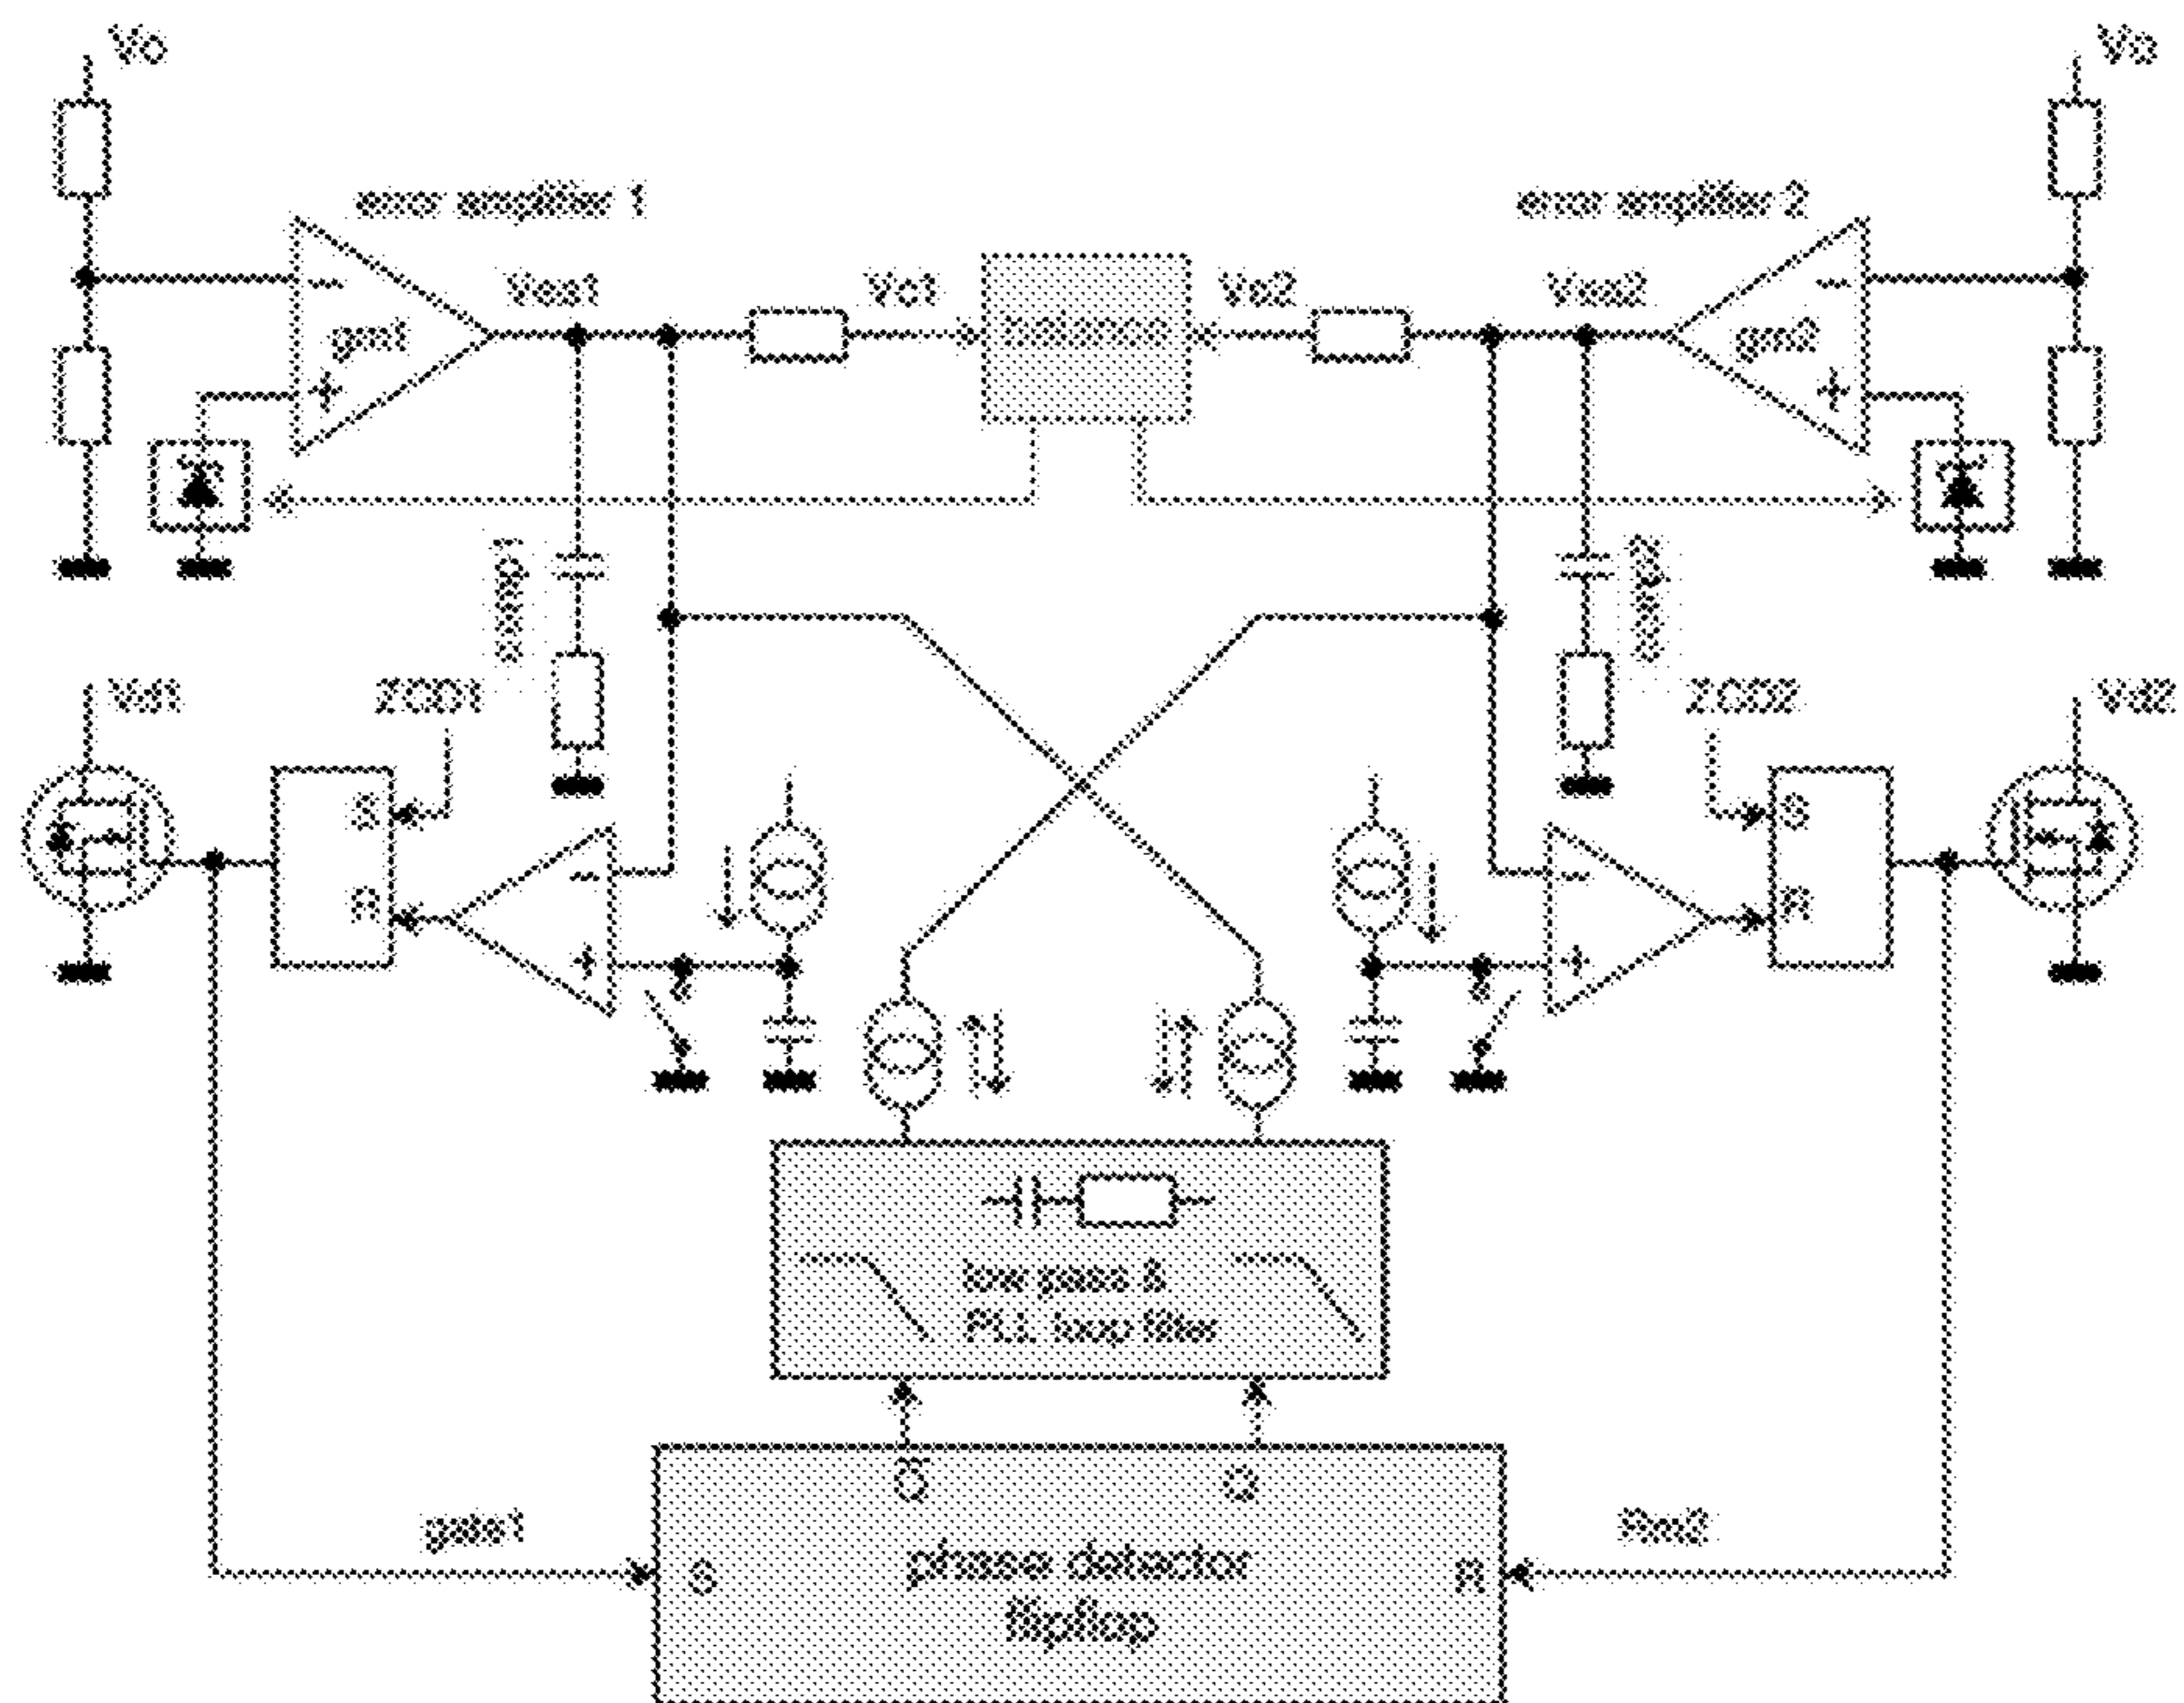 Vo
Vo
error amplifier 1
error amplifier 2
Vea1
Vc1
balance
Vc2
Vea2
gm1
gm2
−
+
−
+
Vd1
ZCD1
ZCD2
Vd2
S
R
−
+
−
+
S
R
low pass &
PLL loop filter
Q
Q
gate1
S
phase detector
flipflop
R